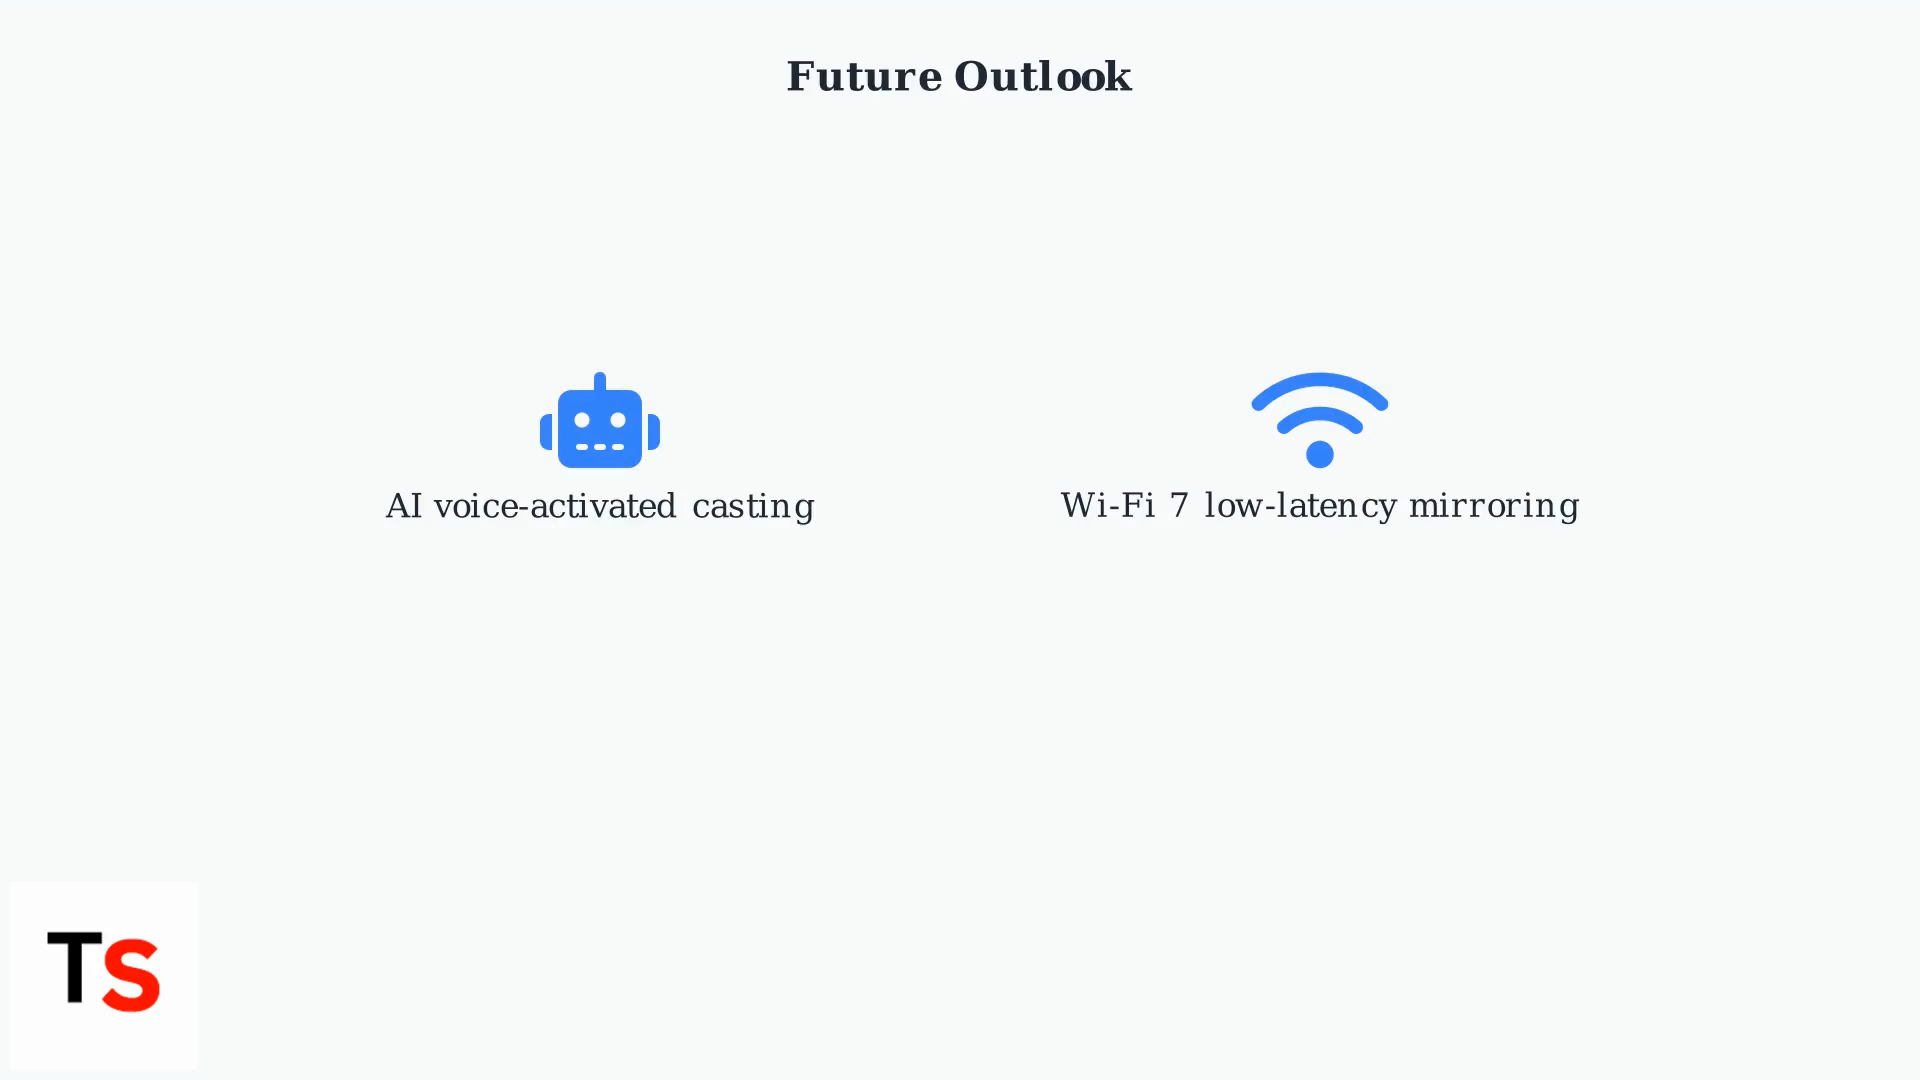 Future Outlook
AI voice-activated casting
Wi-Fi 7 low-latency mirroring
TS